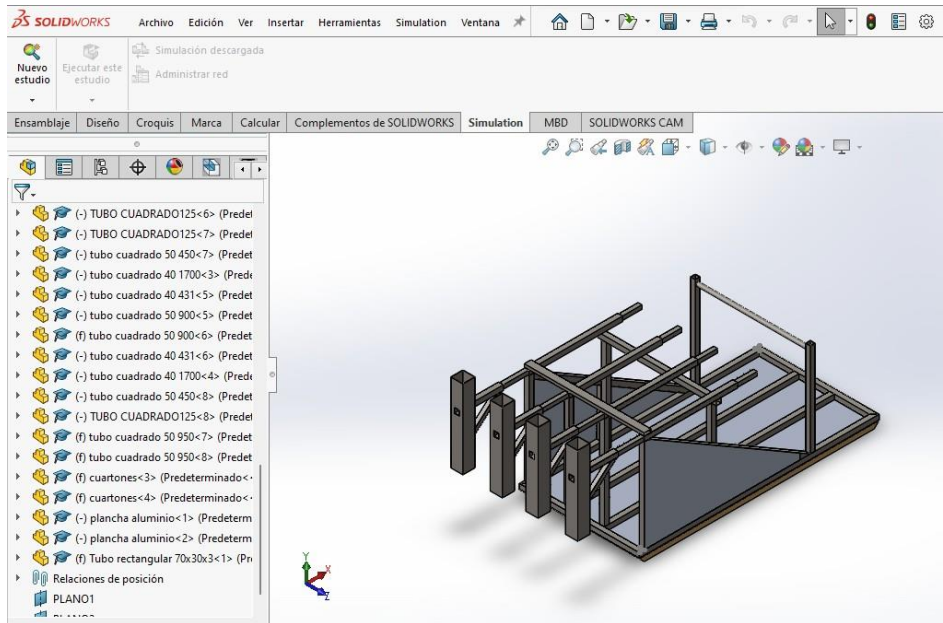 SOLIDWORKS Archivo Edición Ver Insertar Herramientas Simulation Ventana
Nuevo estudio
Ejecutar este estudio
Simulación descargada
Administrar red
Ensamblaje Diseño Croquis Marca Calcular Complementos de SOLIDWORKS Simulation MBD SOLIDWORKS CAM
(-) TUBO CUADRADO125<6> (Predet
(-) TUBO CUADRADO125<7> (Predet
(-) tubo cuadrado 50 450<7> (Predet
(-) tubo cuadrado 40 1700<3> (Prede
(-) tubo cuadrado 40 431<5> (Predet
(-) tubo cuadrado 50 900<5> (Predet
(f) tubo cuadrado 50 900<6> (Predet
(-) tubo cuadrado 40 431<6> (Predet
(-) tubo cuadrado 40 1700<4> (Prede
(-) tubo cuadrado 50 450<8> (Predet
(-) TUBO CUADRADO125<8> (Predet
(f) tubo cuadrado 50 950<7> (Predet
(f) tubo cuadrado 50 950<8> (Predet
(f) cuartones<3> (Predeterminado<
(f) cuartones<4> (Predeterminado<
(-) plancha aluminio<1> (Predeterm
(-) plancha aluminio<2> (Predeterm
(f) Tubo rectangular 70x30x3<1> (Pr
Relaciones de posición
PLANO1
Y
X
Z